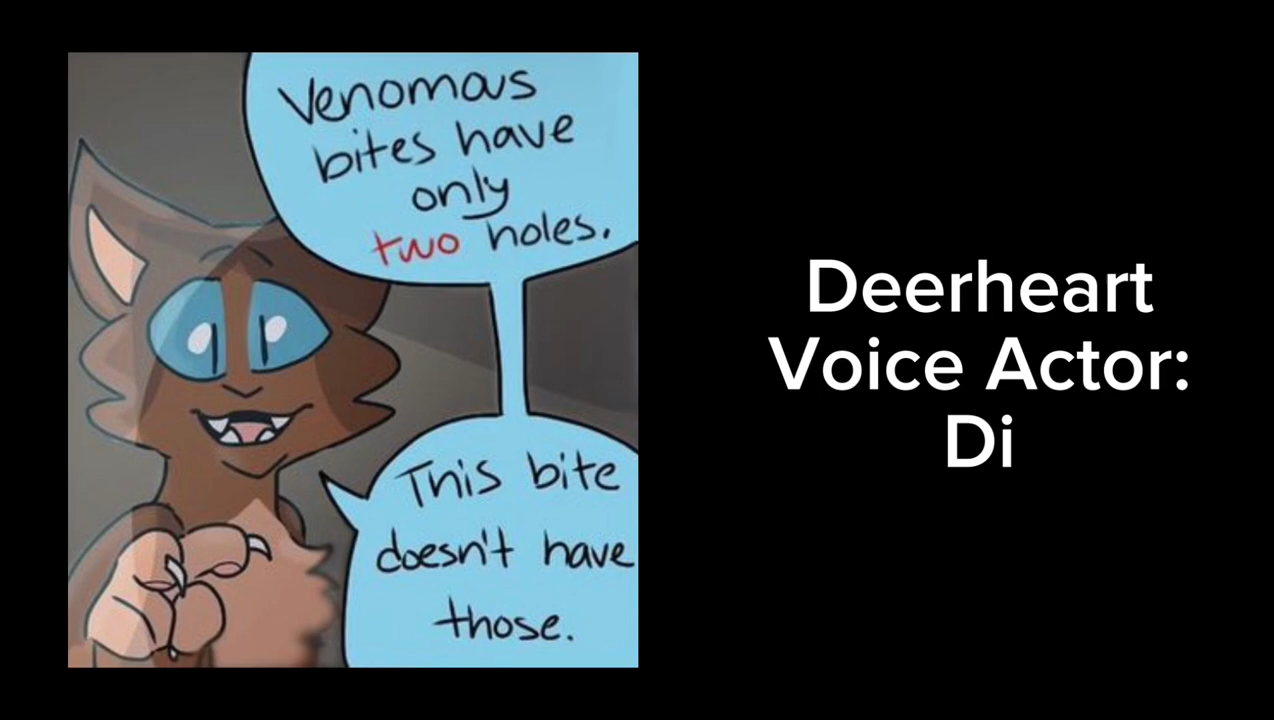 Venomous
bites have
only
two holes.
This bite
doesn't have
those.
Deerheart
Voice Actor:
Di